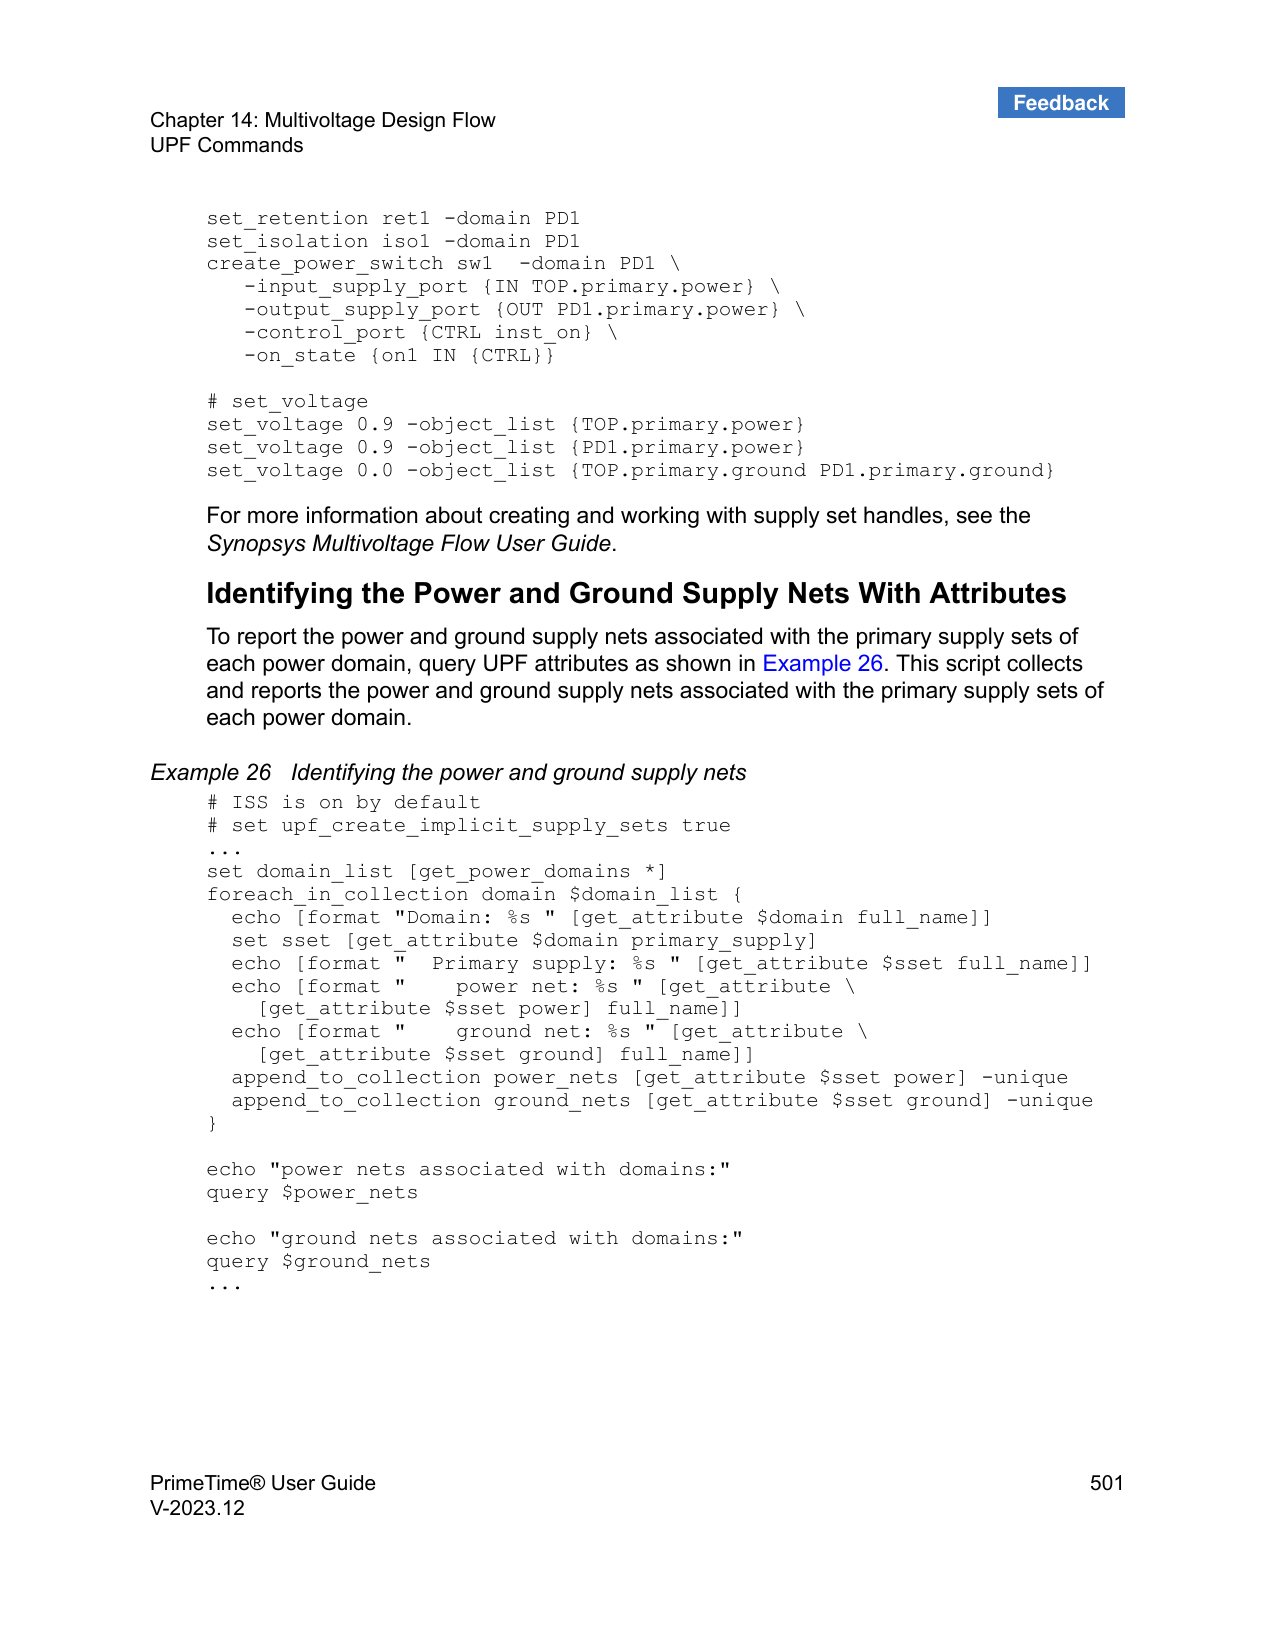 Feedback
Chapter 14: Multivoltage Design Flow
UPF Commands
set_retention ret1 -domain PD1
set_isolation iso1 -domain PD1
create_power_switch sw1  -domain PD1 \
   -input_supply_port {IN TOP.primary.power} \
   -output_supply_port {OUT PD1.primary.power} \
   -control_port {CTRL inst_on} \
   -on_state {on1 IN {CTRL}}
# set_voltage
set_voltage 0.9 -object_list {TOP.primary.power}
set_voltage 0.9 -object_list {PD1.primary.power}
set_voltage 0.0 -object_list {TOP.primary.ground PD1.primary.ground}
For more information about creating and working with supply set handles, see the
Synopsys Multivoltage Flow User Guide.
Identifying the Power and Ground Supply Nets With Attributes
To report the power and ground supply nets associated with the primary supply sets of
each power domain, query UPF attributes as shown in Example 26. This script collects
and reports the power and ground supply nets associated with the primary supply sets of
each power domain.
Example 26   Identifying the power and ground supply nets
# ISS is on by default
# set upf_create_implicit_supply_sets true
...
set domain_list [get_power_domains *]
foreach_in_collection domain $domain_list {
  echo [format "Domain: %s " [get_attribute $domain full_name]]
  set sset [get_attribute $domain primary_supply]
  echo [format "  Primary supply: %s " [get_attribute $sset full_name]]
  echo [format "    power net: %s " [get_attribute \
    [get_attribute $sset power] full_name]]
  echo [format "    ground net: %s " [get_attribute \
    [get_attribute $sset ground] full_name]]
  append_to_collection power_nets [get_attribute $sset power] -unique
  append_to_collection ground_nets [get_attribute $sset ground] -unique
}
echo "power nets associated with domains:"
query $power_nets
echo "ground nets associated with domains:"
query $ground_nets
...
PrimeTime® User Guide 501
V-2023.12